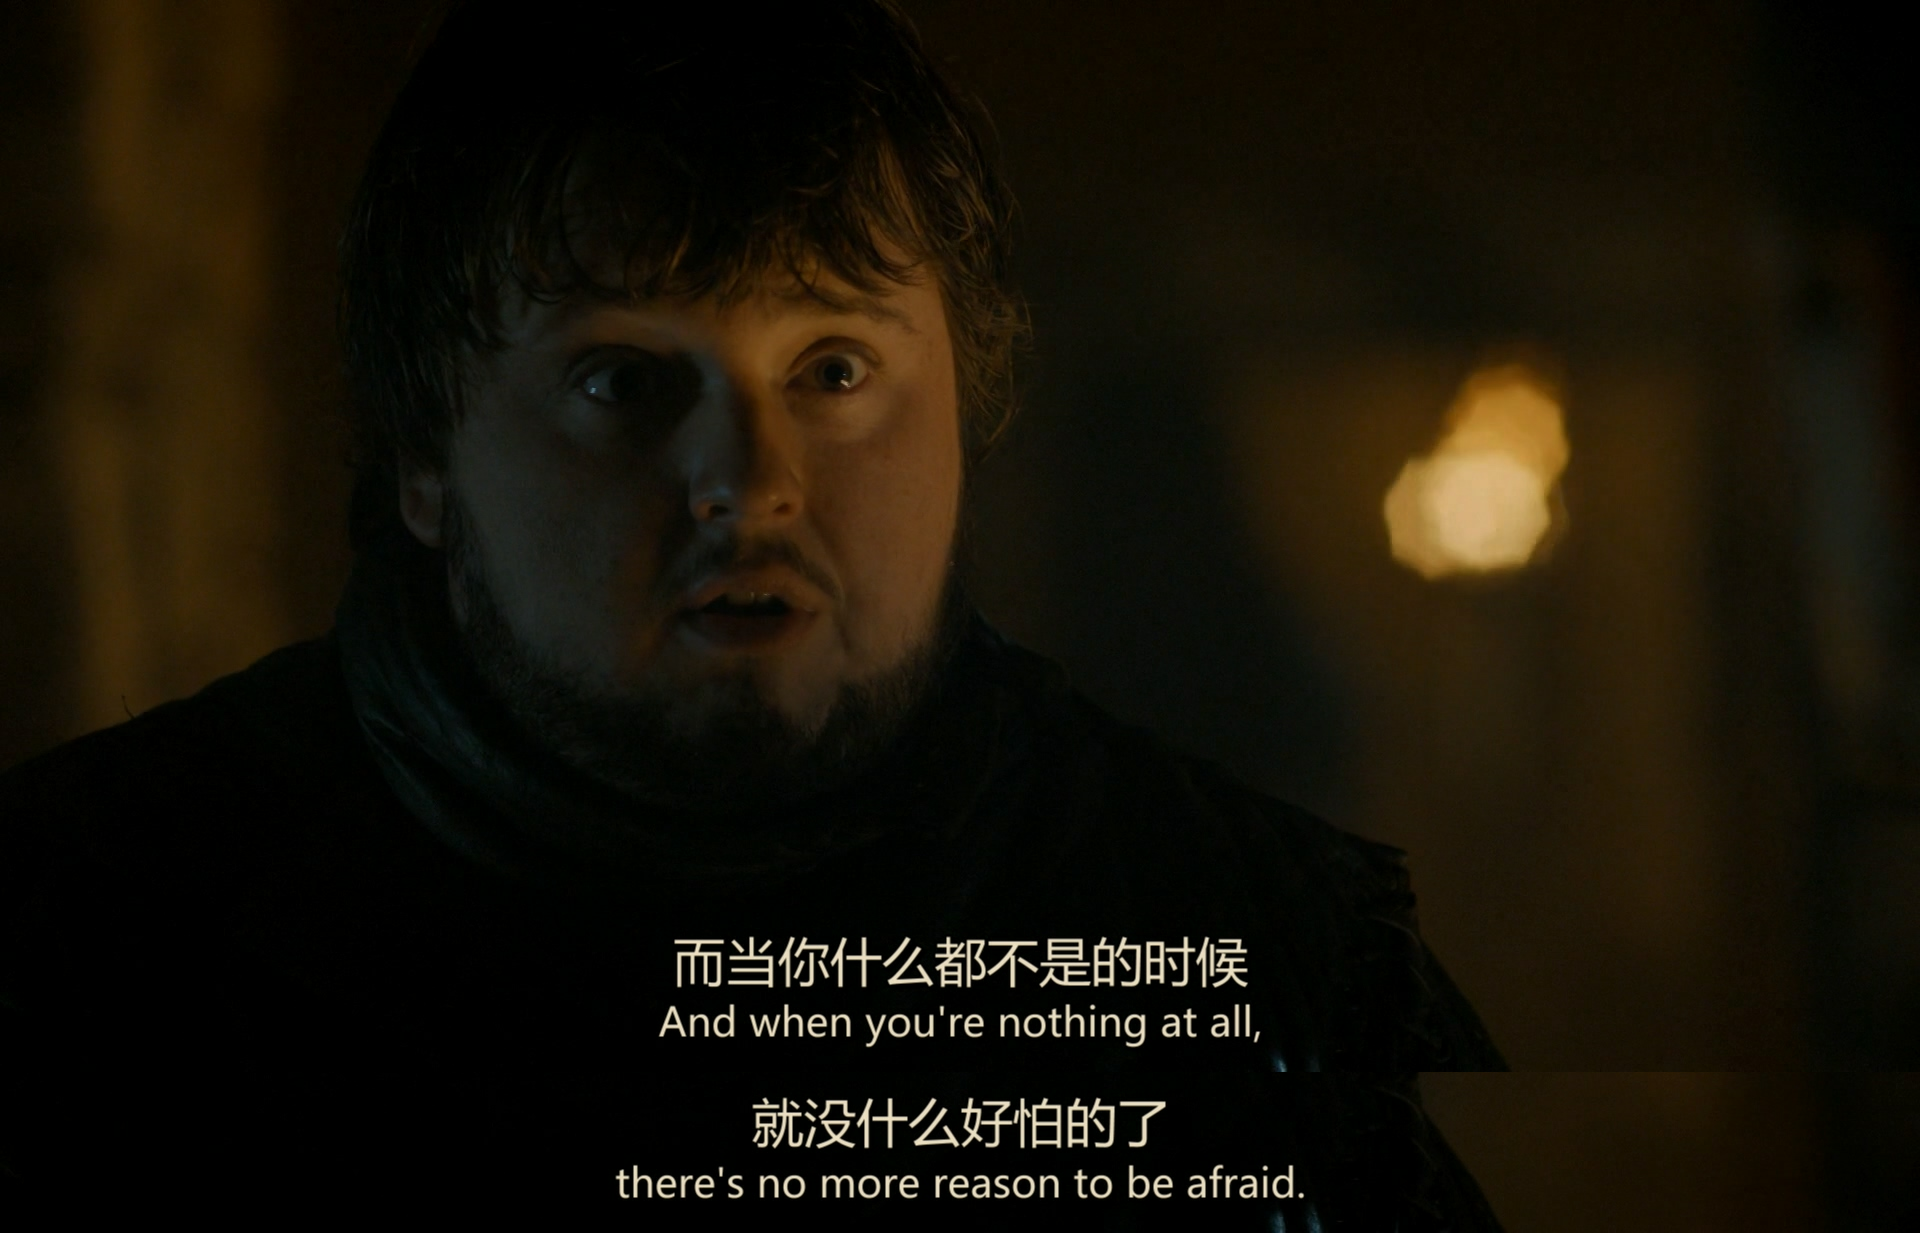 而当你什么都不是的时候
And when you're nothing at all,
就没什么好怕的了
there's no more reason to be afraid.